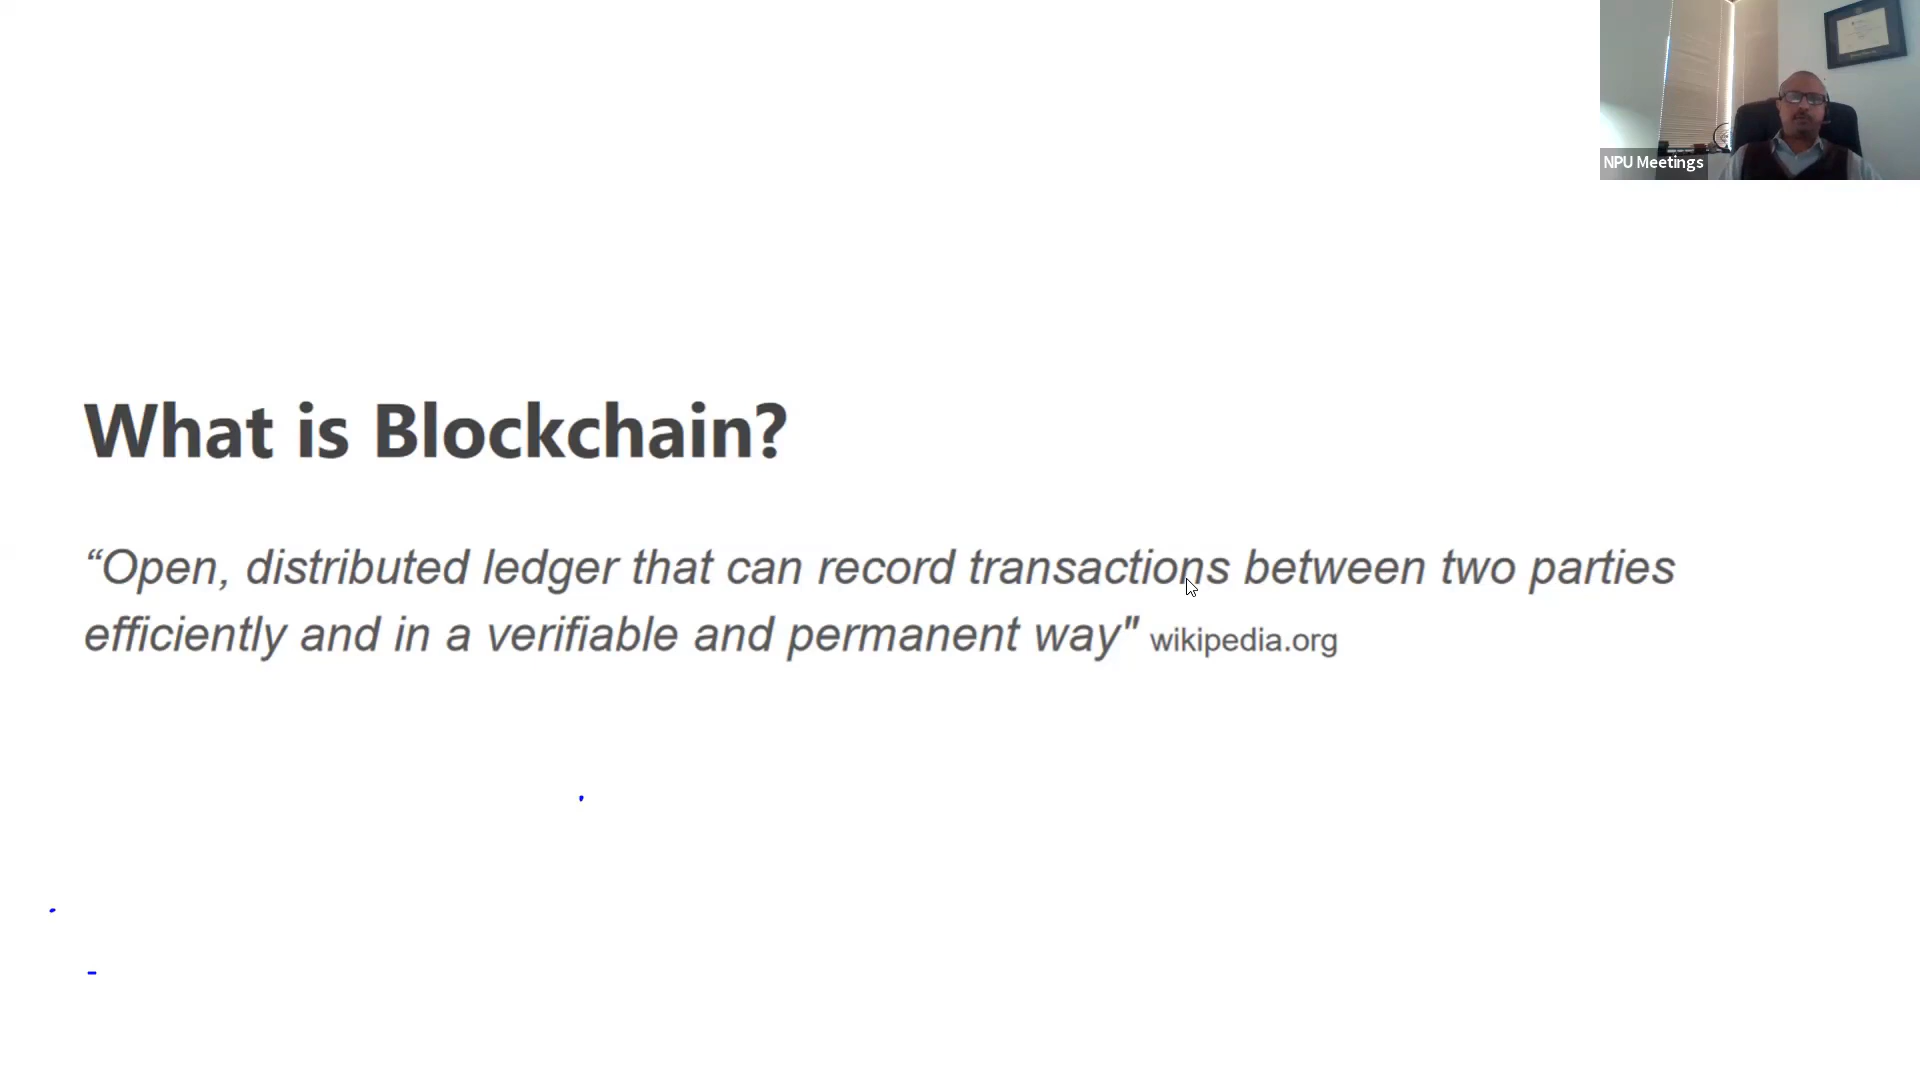 NPU Meetings
What is Blockchain?
“Open, distributed ledger that can record transactions between two parties
efficiently and in a verifiable and permanent way" wikipedia.org